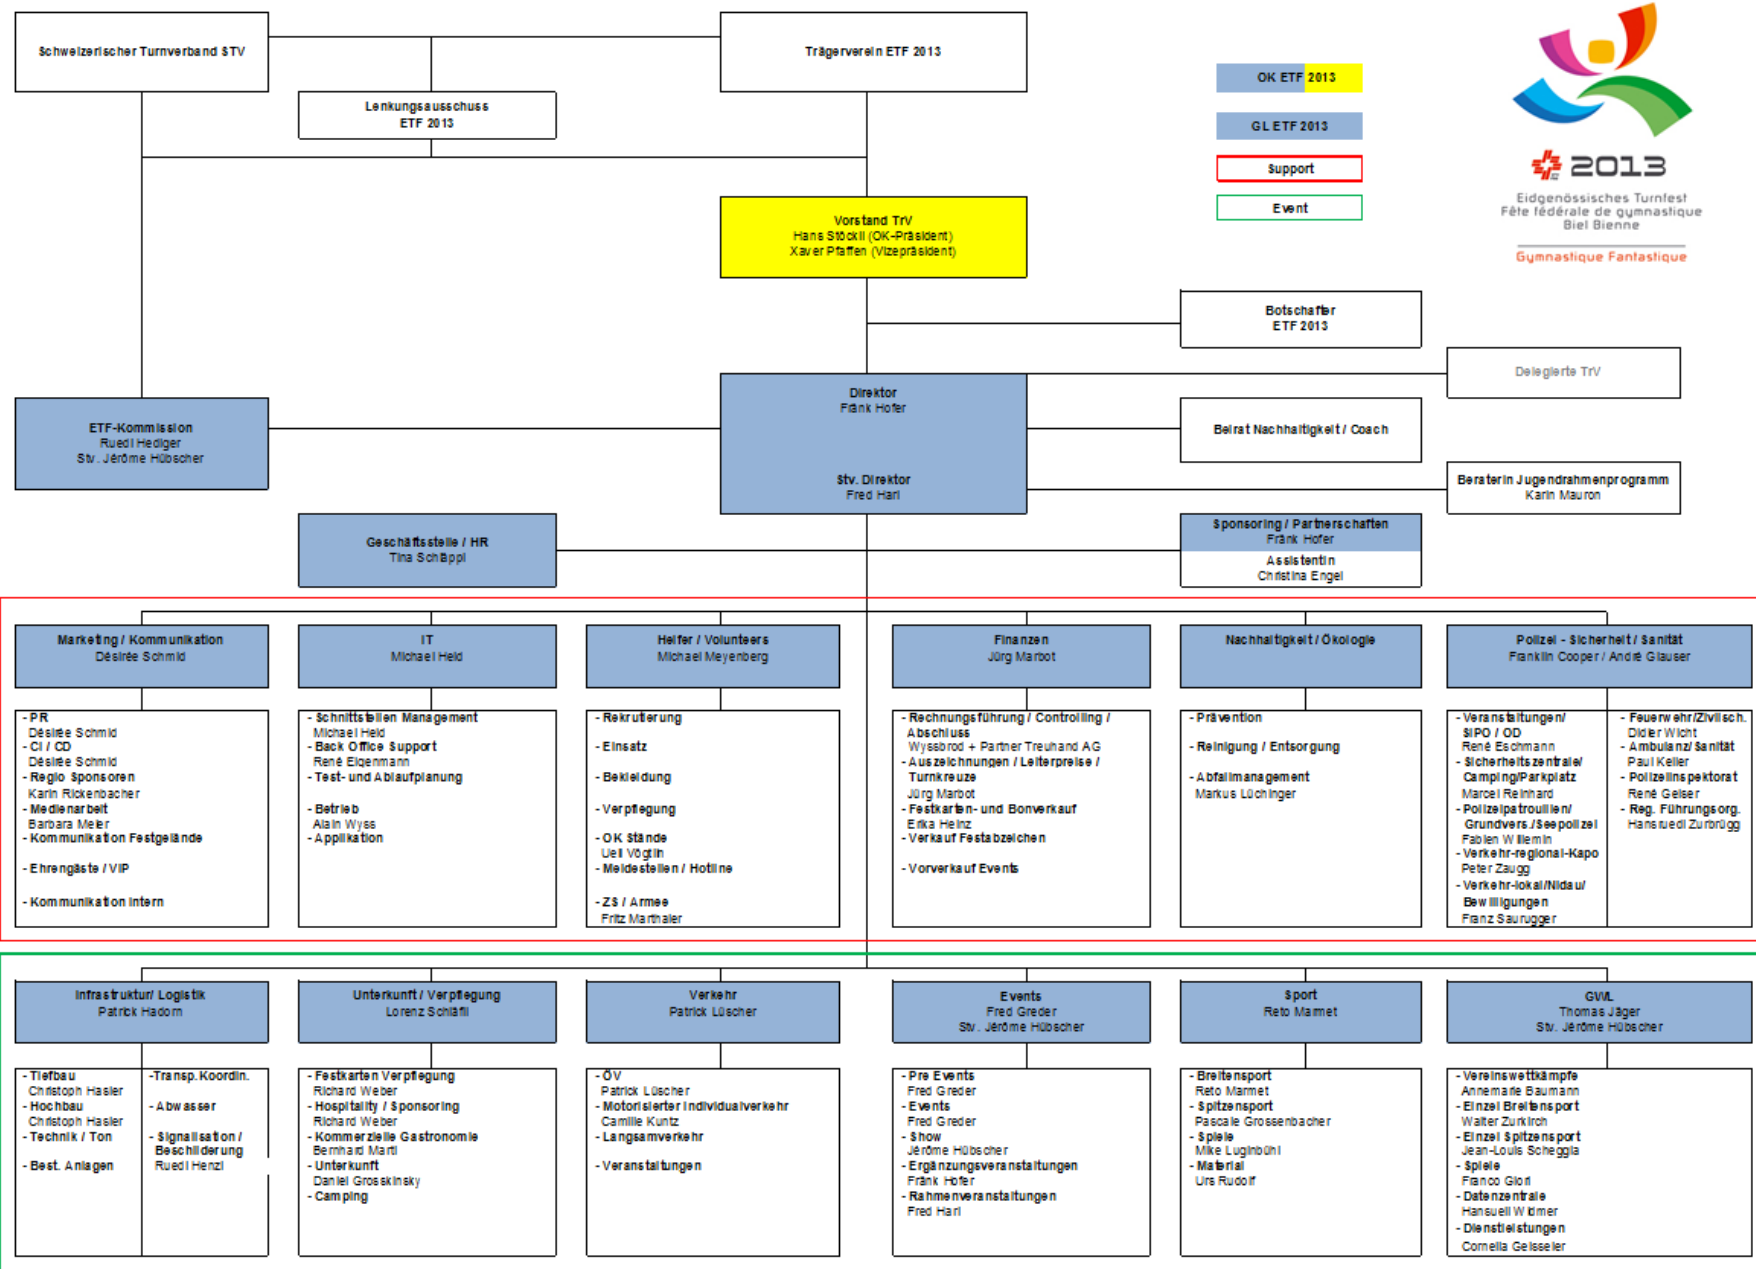 Schweizerischer Turnverband STV
Trägerverein ETF 2013
Lenkungsausschuss
ETF 2013
OK ETF 2013
GL ETF 2013
Support
Event
2013
Eidgenössisches Turnfest
Fête fédérale de gymnastique
Biel Bienne
Gymnastique Fantastique
Vorstand TrV
Hans Stöckli (OK-Präsident)
Xaver Pfaffen (Vizepräsident)
Botschafter
ETF 2013
Delegierte TrV
Direktor
Fränk Hofer
Stv. Direktor
Fred Hari
ETF-Kommission
Ruedi Hediger
Stv. Jérôme Hübscher
Beirat Nachhaltigkeit / Coach
Beraterin Jugendrahmenprogramm
Karin Mauron
Geschäftsstelle / HR
Tina Schläppi
Sponsoring / Partnerschaften
Fränk Hofer
Assistentin
Christina Engel
Marketing / Kommunikation
Désirée Schmid
- PR
Désirée Schmid
- CI / CD
Désirée Schmid
- Regio Sponsoren
Karin Rickenbacher
- Medienarbeit
Barbara Meier
- Kommunikation Festgelände
- Ehrengäste / VIP
- Kommunikation intern
IT
Michael Held
- Schnittstellen Management
Michael Held
- Back Office Support
René Eigenmann
- Test- und Ablaufplanung
- Betrieb
Alain Wyss
- Applikation
Helfer / Volunteers
Michael Meyenberg
- Rekrutierung
- Einsatz
- Bekleidung
- Verpflegung
- OK Stände
Ueli Vögtlin
- Meldestellen / Hotline
- ZS / Armee
Fritz Marthaler
Finanzen
Jürg Marbot
- Rechnungsführung / Controlling /
Abschluss
Wyssbrod + Partner Treuhand AG
- Auszeichnungen / Leiterpreise /
Turnkreuze
Jürg Marbot
- Festkarten- und Bonverkauf
Erika Heinz
- Verkauf Festabzeichen
- Vorverkauf Events
Nachhaltigkeit / Ökologie
- Prävention
- Reinigung / Entsorgung
- Abfallmanagement
Markus Lüchinger
Polizei - Sicherheit / Sanität
Franklin Cooper / André Glauser
- Veranstaltungen/
SIPO / OD
René Eschmann
- Sicherheitszentrale/
Camping/Parkplatz
Marcel Reinhard
- Polizeipatrouillen/
Grundvers./Seepolizei
Fabien Willemin
- Verkehr-regional-Kapo
Peter Zaugg
- Verkehr-lokal/Nidau/
Bewilligungen
Franz Saurugger
- Feuerwehr/Zivilsch.
Didier Wicht
- Ambulanz/Sanität
Paul Keller
- Polizeiinspektorat
René Geiser
- Reg. Führungsorg.
Hansruedi Zurbrügg
Infrastruktur/ Logistik
Patrick Hadorn
- Tiefbau
Christoph Hasler
- Hochbau
Christoph Hasler
- Technik / Ton
- Best. Anlagen
-Transp.Koordin.
- Abwasser
- Signalisation /
Beschilderung
Ruedi Henzi
Unterkunft / Verpflegung
Lorenz Schläfli
- Festkarten Verpflegung
Richard Weber
- Hospitality / Sponsoring
Richard Weber
- Kommerzielle Gastronomie
Bernhard Marti
- Unterkunft
Daniel Grosskinsky
- Camping
Verkehr
Patrick Lüscher
- ÖV
Patrick Lüscher
- Motorisierter Individualverkehr
Camille Kuntz
- Langsamverkehr
- Veranstaltungen
Events
Fred Greder
Stv. Jérôme Hübscher
- Pre Events
Fred Greder
- Events
Fred Greder
- Show
Jérôme Hübscher
- Ergänzungsveranstaltungen
Fränk Hofer
- Rahmenveranstaltungen
Fred Hari
Sport
Reto Marmet
- Breitensport
Reto Marmet
- Spitzensport
Pascale Grossenbacher
- Spiele
Mike Luginbühl
- Material
Urs Rudolf
GWL
Thomas Jäger
Stv. Jérôme Hübscher
- Vereinswettkämpfe
Annemarie Baumann
- Einzel Breitensport
Walter Zurkirch
- Einzel Spitzensport
Jean-Louis Scheggia
- Spiele
Franco Giori
- Datenzentrale
Hansueli Widmer
- Dienstleistungen
Cornelia Geisseler